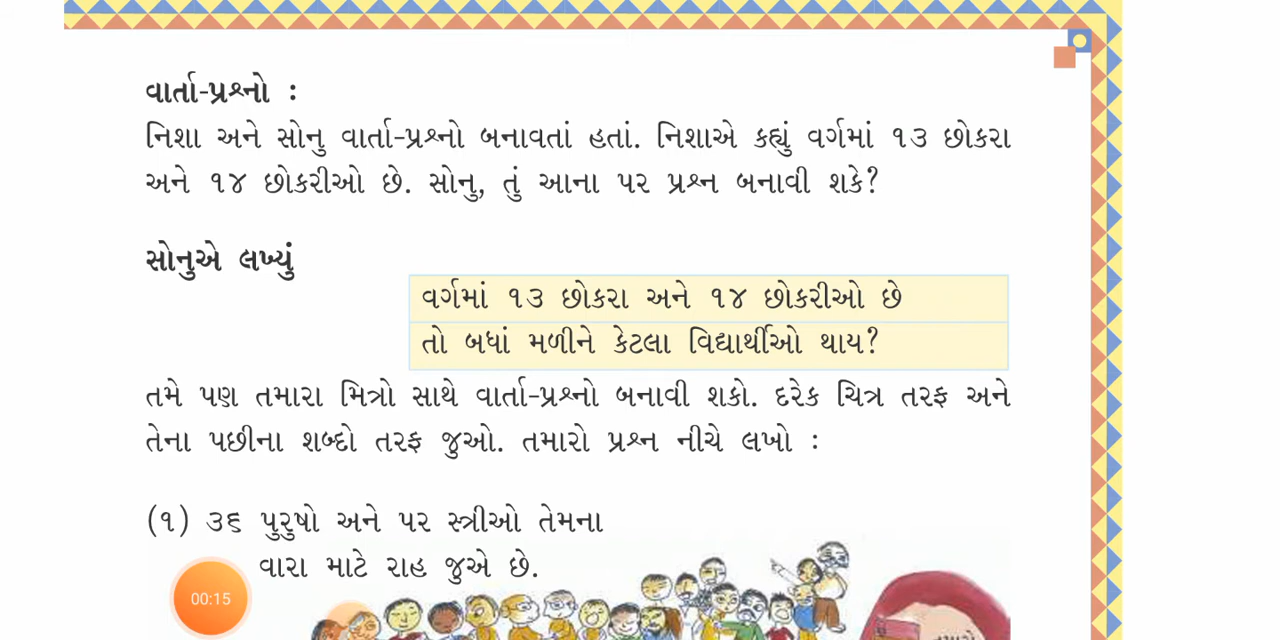 વાર્તા-પ્રશ્નો :
નિશા અને સોનુ વાર્તા-પ્રશ્નો બનાવતાં હતાં. નિશાએ કહ્યું વર્ગમાં ૧૩ છોકરા
અને ૧૪ છોકરીઓ છે. સોનુ, તું આના પર પ્રશ્ન બનાવી શકે?
સોનુએ લખ્યું
વર્ગમાં ૧૩ છોકરા અને ૧૪ છોકરીઓ છે
તો બધાં મળીને કેટલા વિદ્યાર્થીઓ થાય?
તમે પણ તમારા મિત્રો સાથે વાર્તા-પ્રશ્નો બનાવી શકો. દરેક ચિત્ર તરફ અને
તેના પછીના શબ્દો તરફ જુઓ. તમારો પ્રશ્ન નીચે લખો :
(૧) ૩૬ પુરુષો અને ૫૨ સ્ત્રીઓ તેમના
વારા માટે રાહ જુએ છે.
00:15